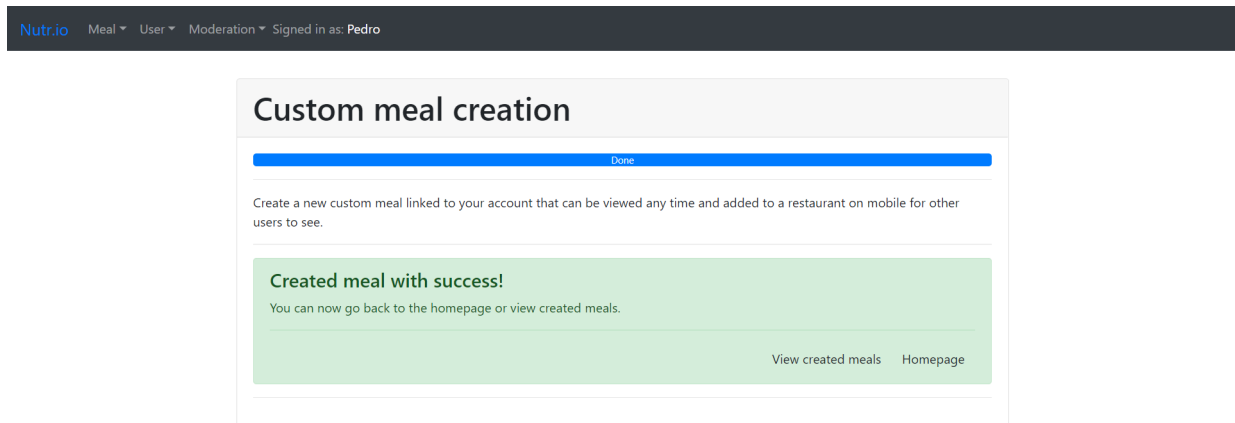 Nutr.io Meal User Moderation Signed in as: Pedro
Custom meal creation
Done
Create a new custom meal linked to your account that can be viewed any time and added to a restaurant on mobile for other
users to see.
Created meal with success!
You can now go back to the homepage or view created meals.
View created meals Homepage